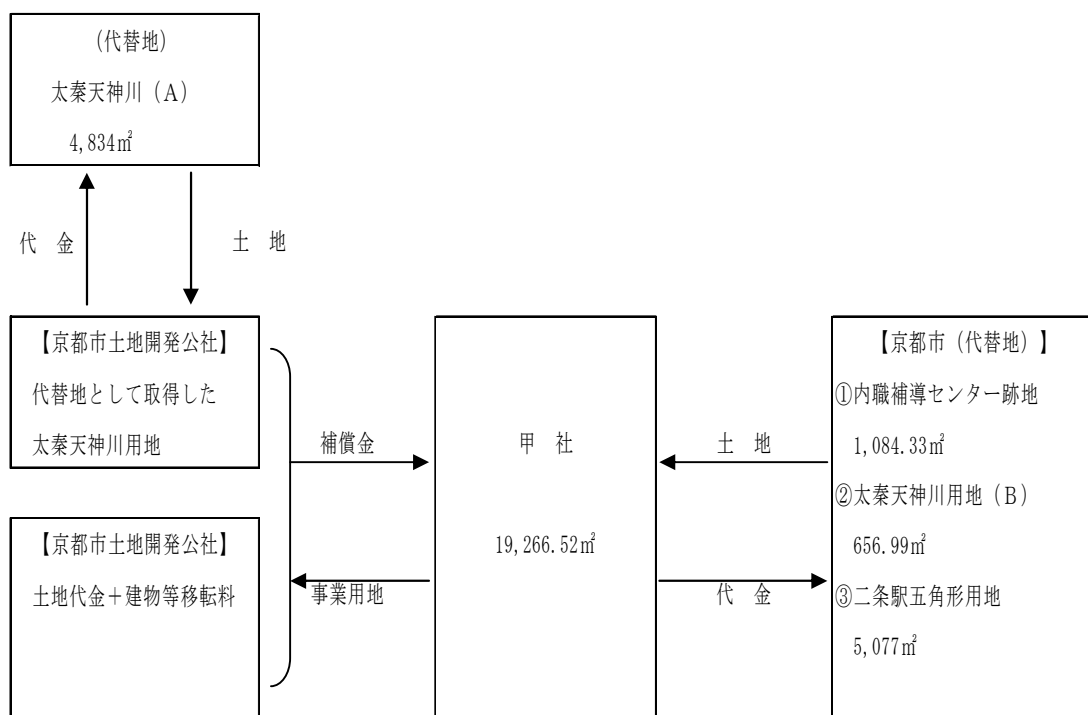 (代替地)
太秦天神川(A)
4,834㎡
代 金
土 地
【京都市土地開発公社】
代替地として取得した
太秦天神川用地
【京都市土地開発公社】
土地代金+建物等移転料
補償金
事業用地
甲 社
19,266.52㎡
土 地
代 金
【京都市(代替地)】
①内職補導センター跡地
1,084.33㎡
②太秦天神川用地(B)
656.99㎡
③二条駅五角形用地
5,077㎡